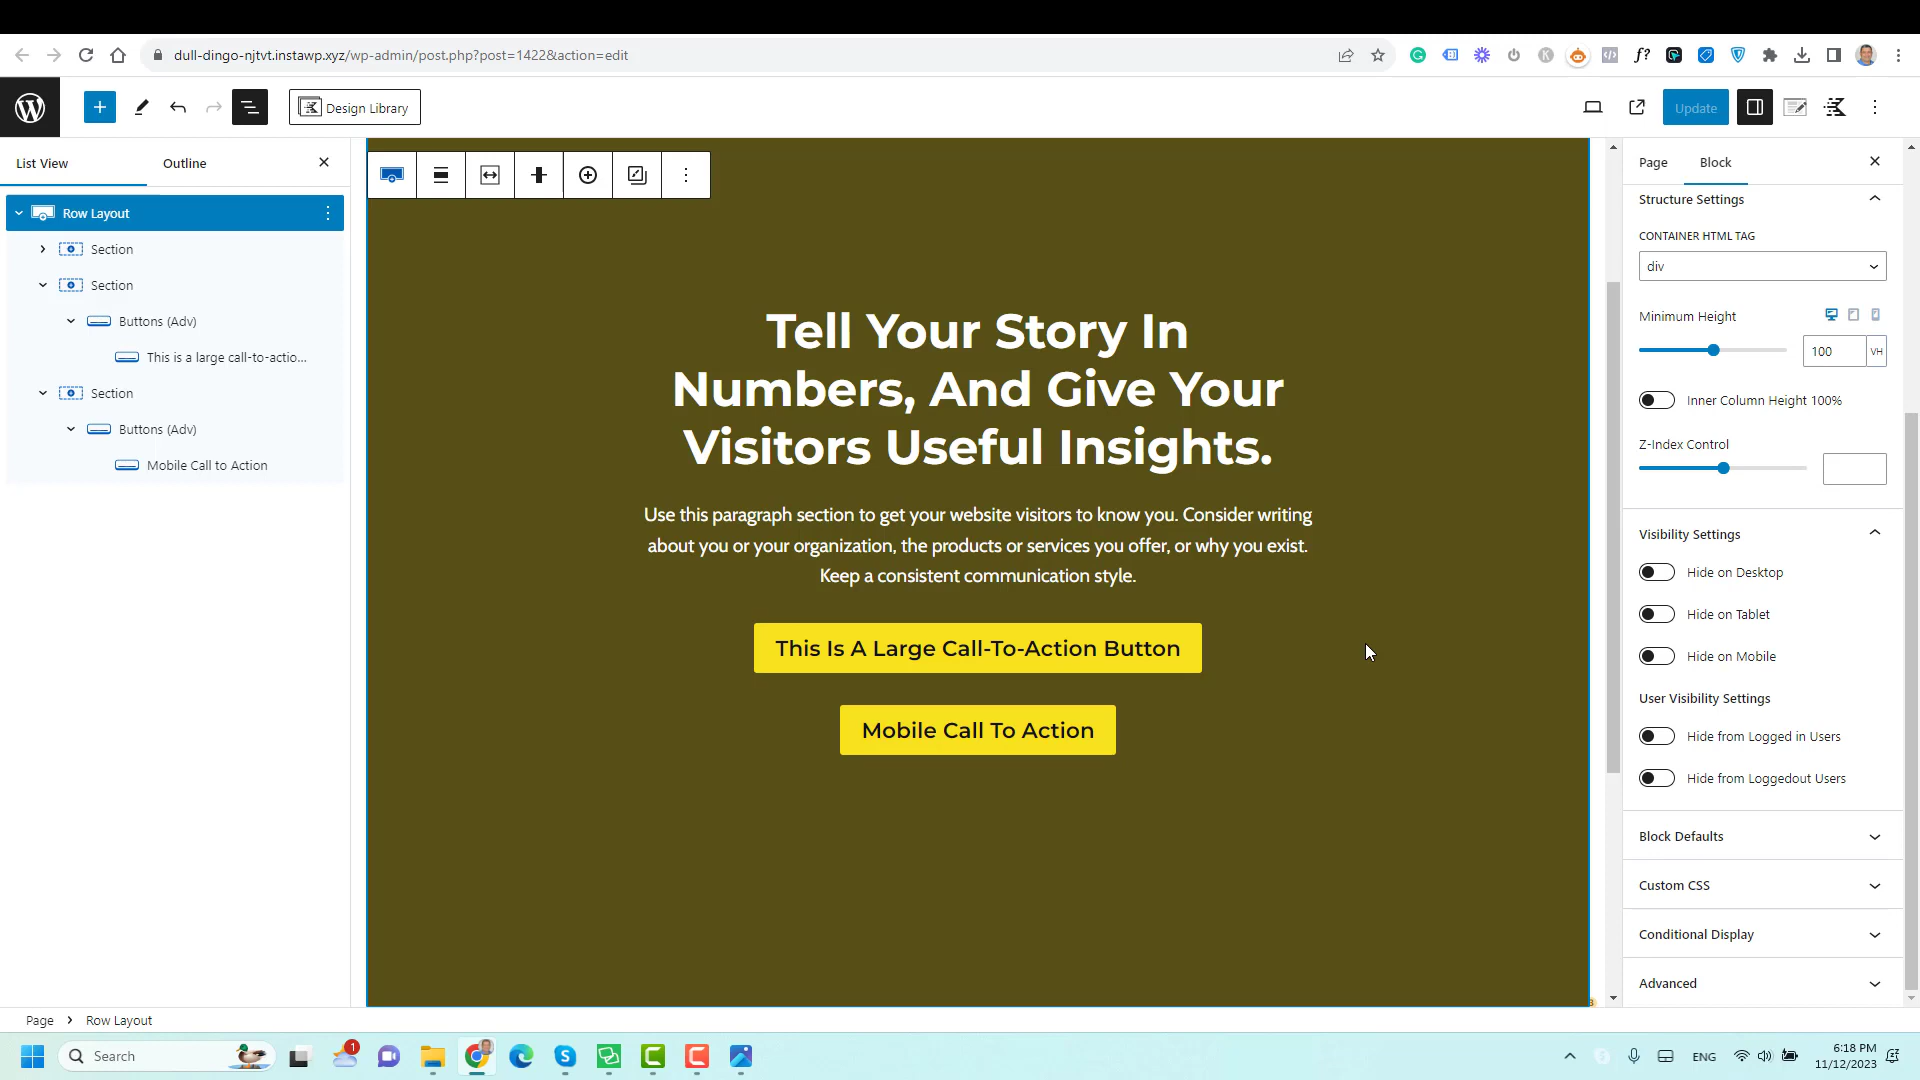 dull-dingo-njtvt.instawp.xyz/wp-admin/post.php?post=1422&action=edit
f?
K
Design Library
Update
List View
Outline
Row Layout
Section
Section
Buttons (Adv)
This is a large call-to-actio...
Section
Buttons (Adv)
Mobile Call to Action
Tell Your Story In
Numbers, And Give Your
Visitors Useful Insights.
Use this paragraph section to get your website visitors to know you. Consider writing
about you or your organization, the products or services you offer, or why you exist.
Keep a consistent communication style.
This Is A Large Call-To-Action Button
Mobile Call To Action
Page
Block
Structure Settings
CONTAINER HTML TAG
div
Minimum Height
100
VH
Inner Column Height 100%
Z-Index Control
Visibility Settings
Hide on Desktop
Hide on Tablet
Hide on Mobile
User Visibility Settings
Hide from Logged in Users
Hide from Loggedout Users
Block Defaults
Custom CSS
Conditional Display
Advanced
Page
Row Layout
Search
1
ENG
6:18 PM
11/12/2023